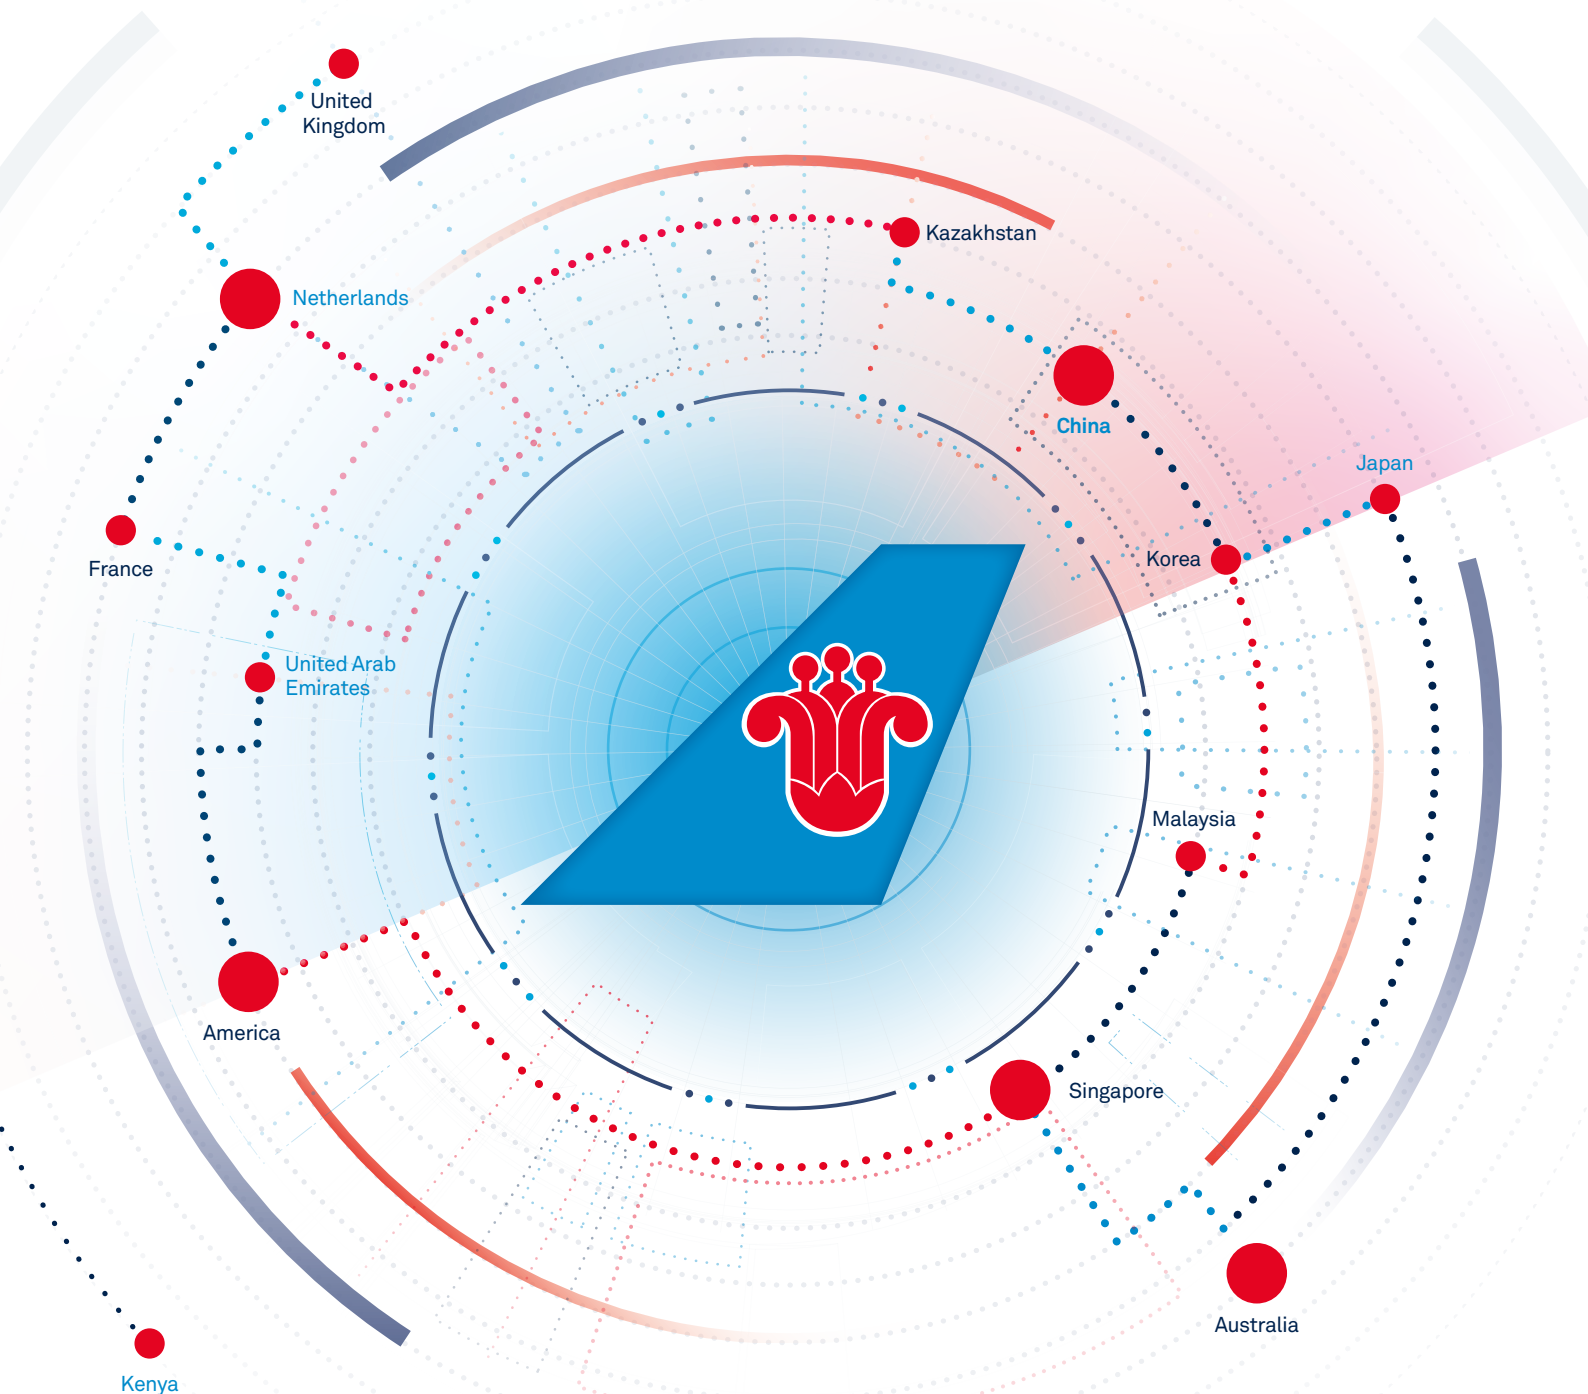 United
Kingdom
Kazakhstan
Netherlands
China
Japan
Korea
France
United Arab
Emirates
Malaysia
America
Singapore
Australia
Kenya